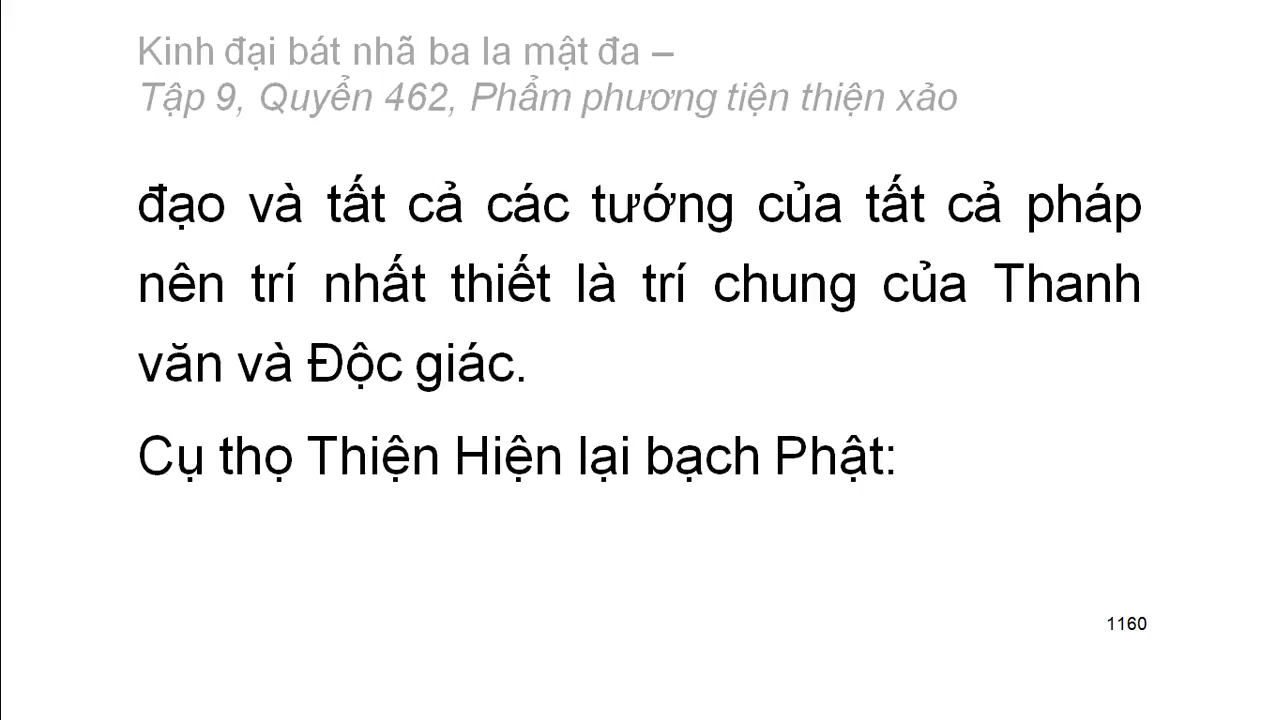 Kinh đại bát nhã ba la mật đa –
Tập 9, Quyển 462, Phẩm phương tiện thiện xảo
đạo và tất cả các tướng của tất cả pháp
nên trí nhất thiết là trí chung của Thanh
văn và Độc giác.
Cụ thọ Thiện Hiện lại bạch Phật:
1160